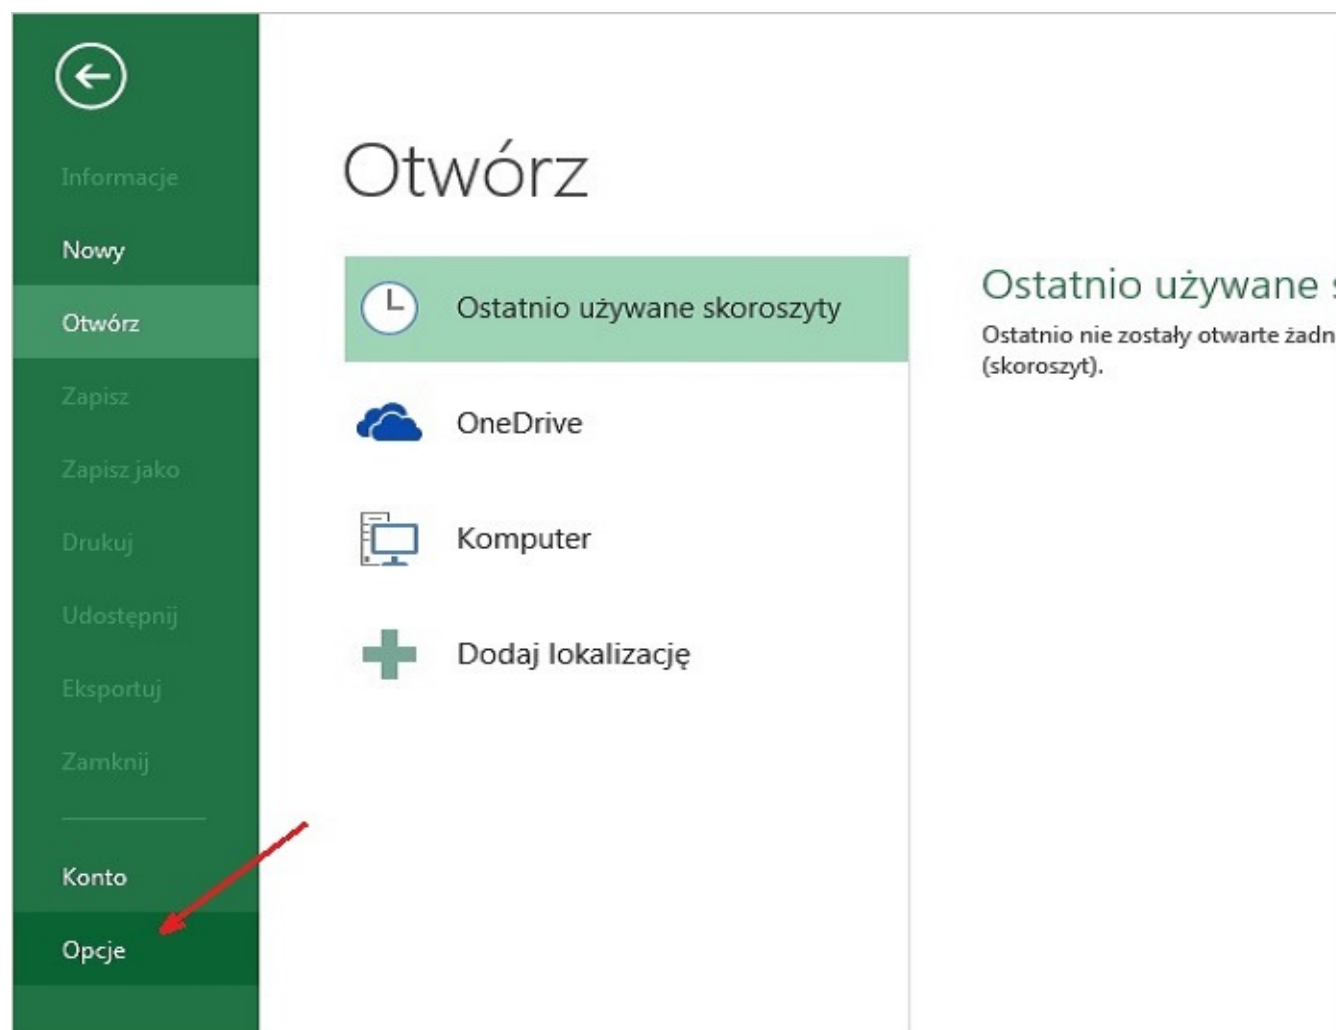 Informacje
Nowy
Otwórz
Zapisz
Zapisz jako
Drukuj
Udostępnij
Eksportuj
Zamknij
Konto
Opcje
Otwórz
Ostatnio używane skoroszyty
OneDrive
Komputer
Dodaj lokalizację
Ostatnio używane
Ostatnio nie zostały otwarte
(skoroszyt).